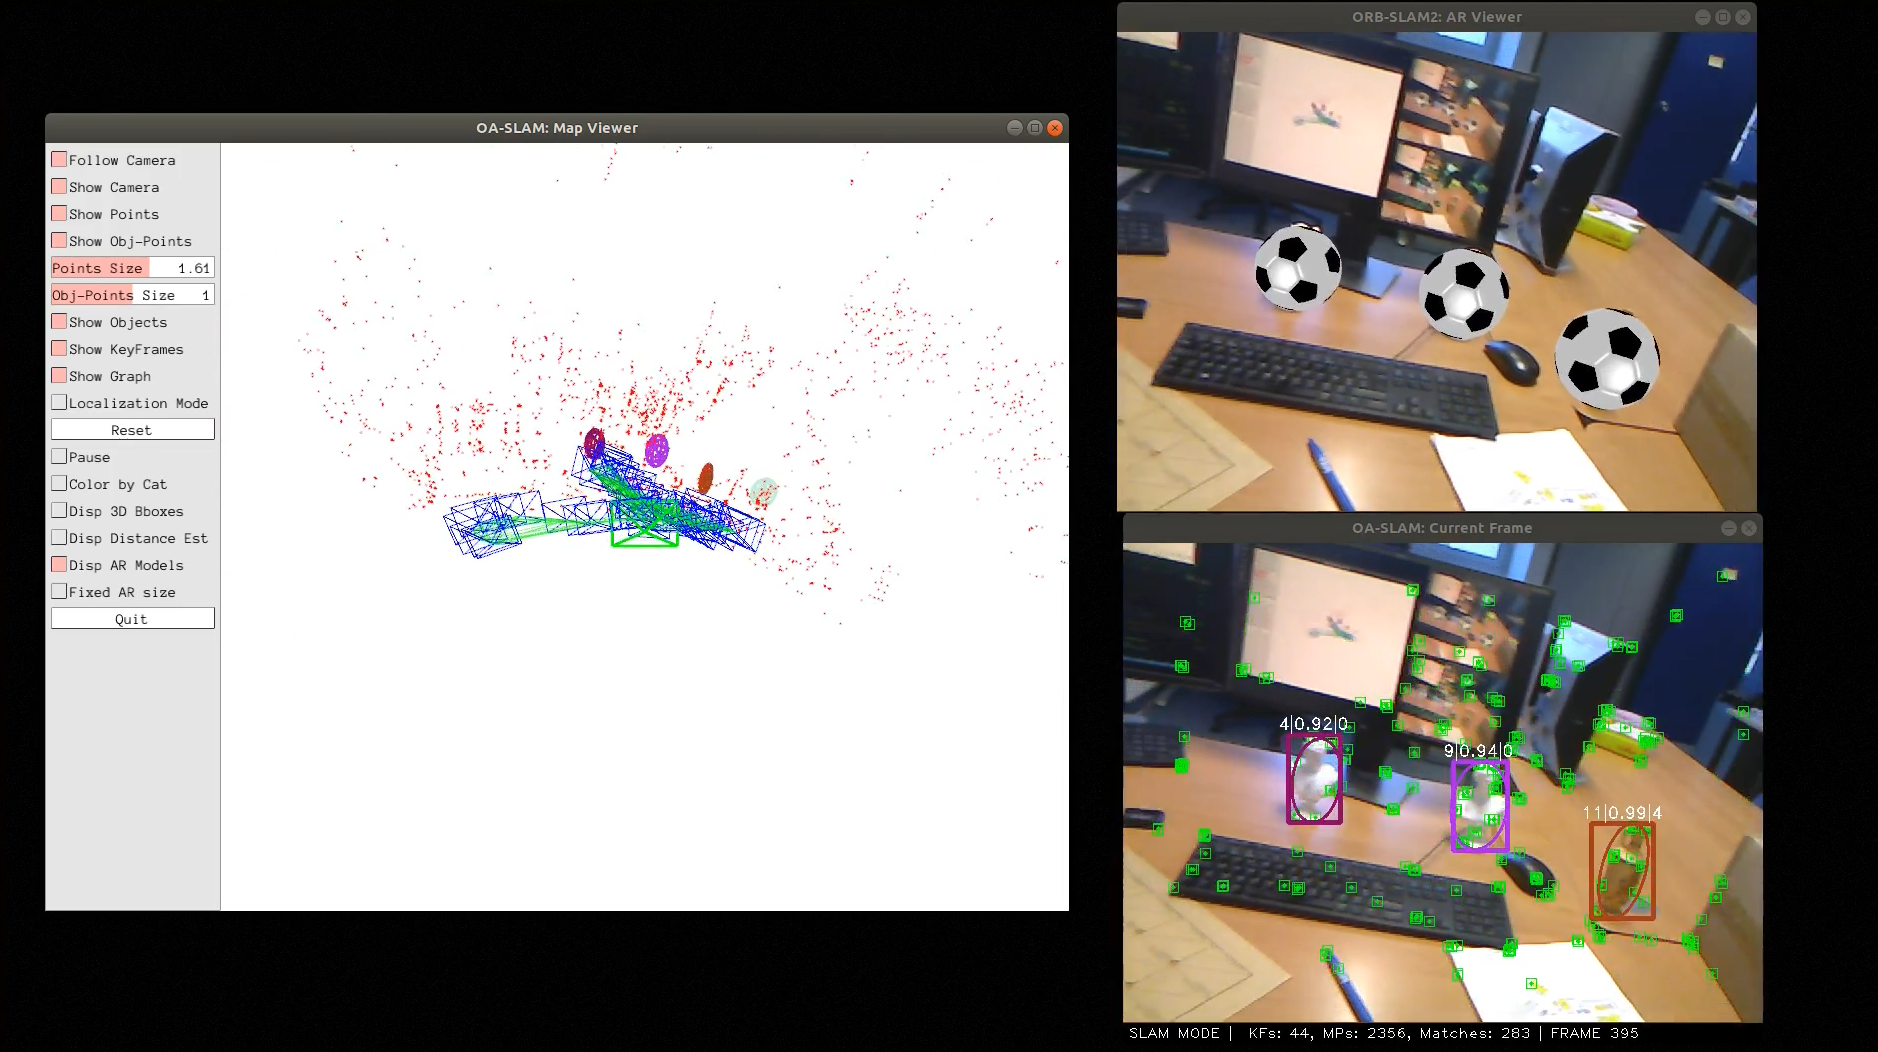 OA-SLAM: Map Viewer
Follow Camera
Show Camera
Show Points
Show Obj-Points
Points Size 1.61
Obj-Points Size 1
Show Objects
Show KeyFrames
Show Graph
Localization Mode
Reset
Pause
Color by Cat
Disp 3D Bboxes
Disp Distance Est
Disp AR Models
Fixed AR size
Quit
ORB-SLAM2: AR Viewer
OA-SLAM: Current Frame
4|0.92|0
9|0.94|0
11|0.99|4
SLAM MODE | KFs: 44, MPs: 2356, Matches: 283 | FRAME 395